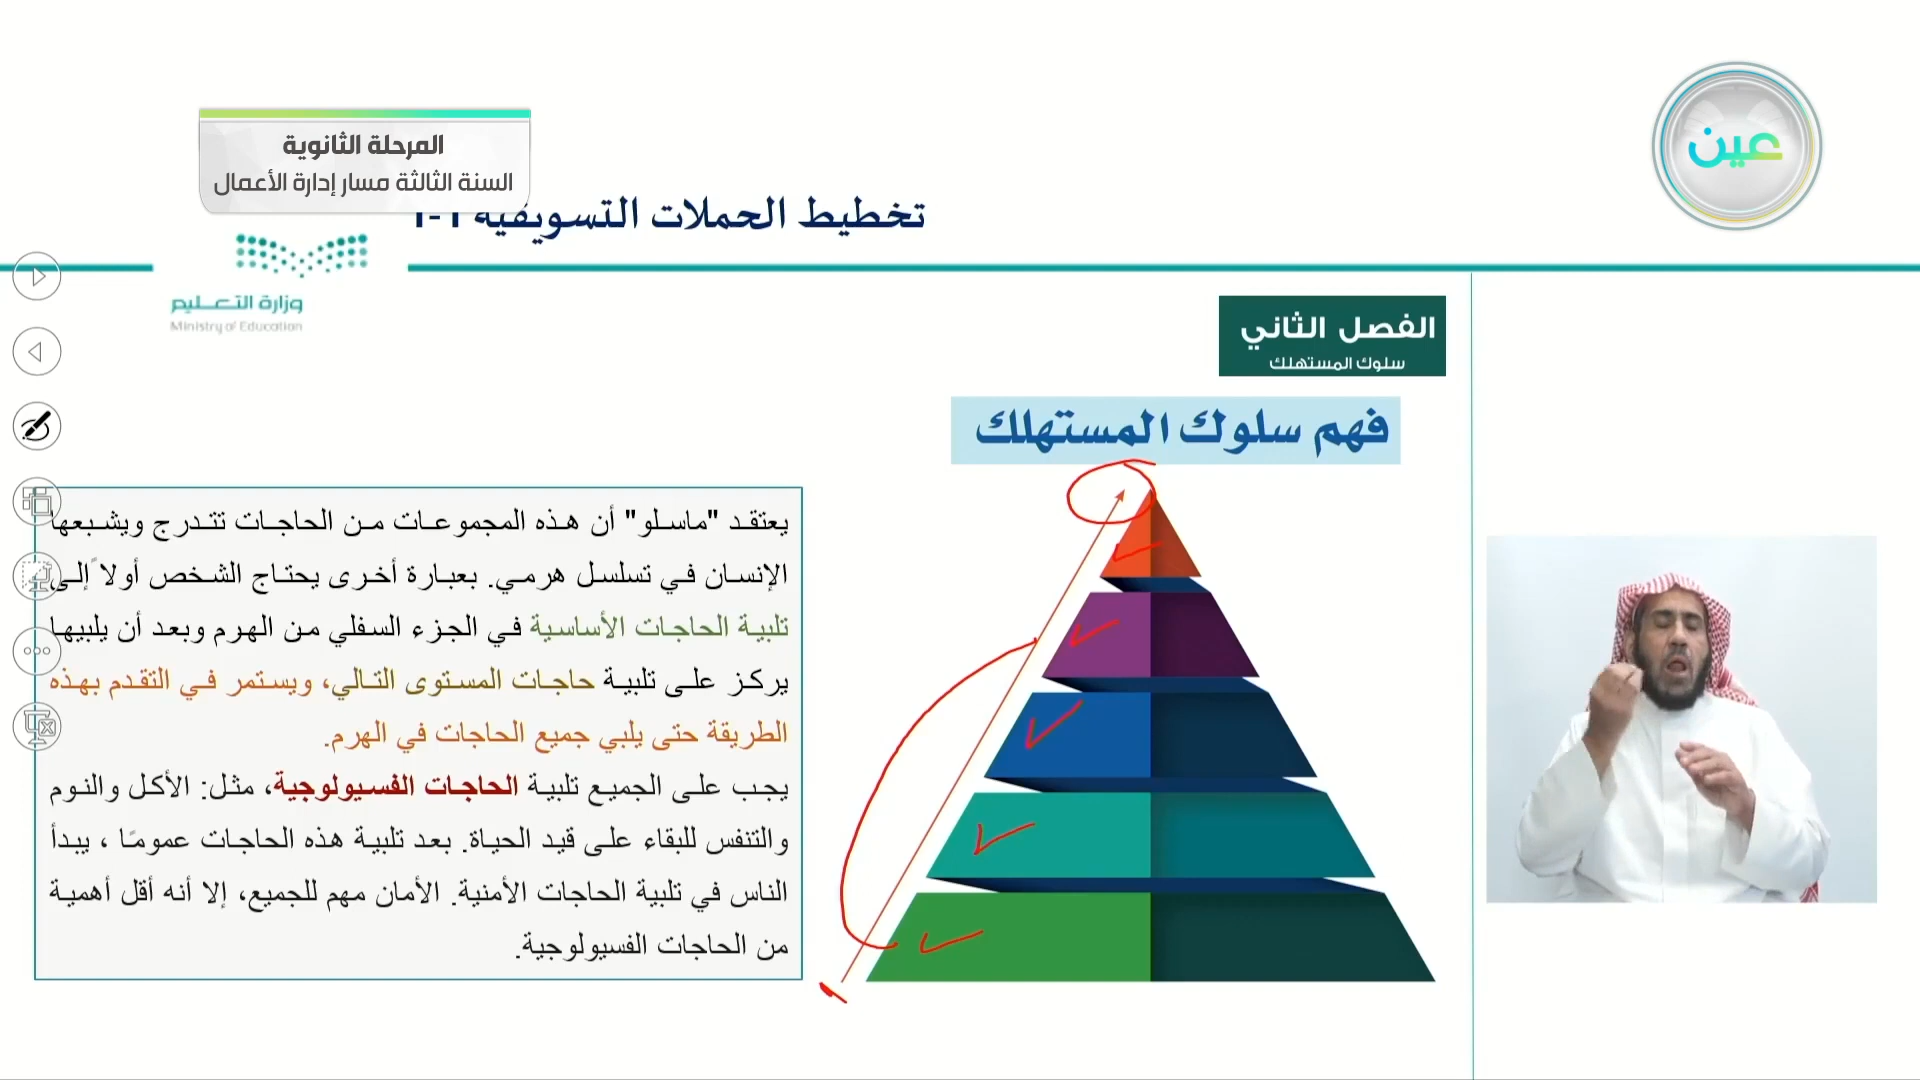 عين
المرحلة الثانوية
السنة الثالثة مسار إدارة الأعمال
تخطيط الحملات التسويقية 1-1
وزارة التعليم
Ministry of Education
الفصل الثاني
سلوك المستهلك
فهم سلوك المستهلك
يعتقد "ماسلو" أن هذه المجموعات من الحاجات تتدرج ويشبعها
الإنسان في تسلسل هرمي. بعبارة أخرى يحتاج الشخص أولاً إلى
تلبية الحاجات الأساسية في الجزء السفلي من الهرم وبعد أن يلبيها
يركز على تلبية حاجات المستوى التالي، ويستمر في التقدم بهذه
الطريقة حتى يلبي جميع الحاجات في الهرم.
يجب على الجميع تلبية الحاجات الفسيولوجية، مثل: الأكل والنوم
والتنفس للبقاء على قيد الحياة. بعد تلبية هذه الحاجات عمومًا ، يبدأ
الناس في تلبية الحاجات الأمنية. الأمان مهم للجميع، إلا أنه أقل أهمية
من الحاجات الفسيولوجية.